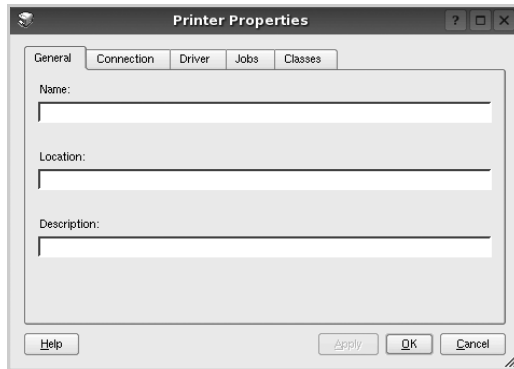 Printer Properties
?
X
General Connection Driver Jobs Classes
Name:
Location:
Description:
Help Apply OK Cancel